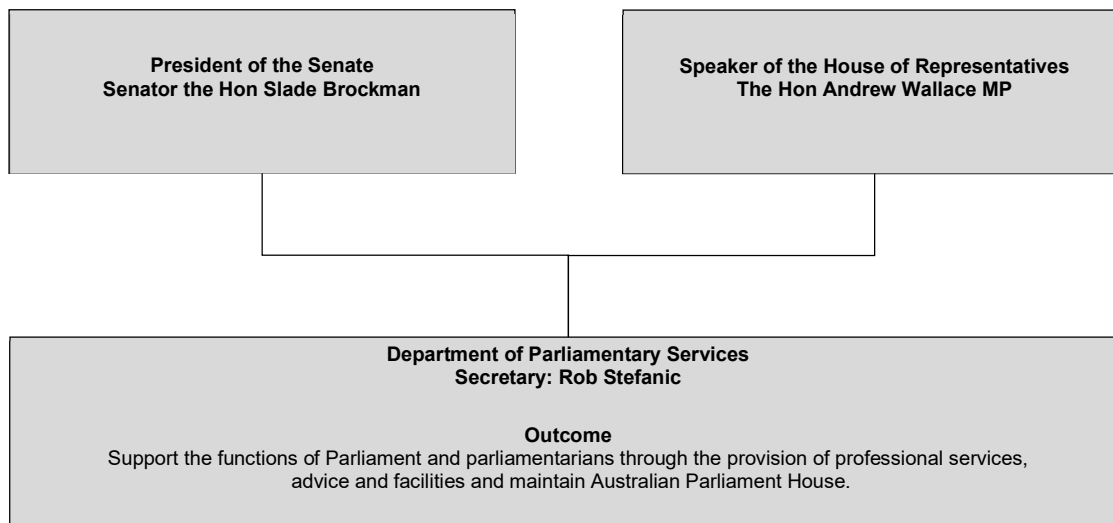 President of the Senate
Senator the Hon Slade Brockman
Speaker of the House of Representatives
The Hon Andrew Wallace MP
Department of Parliamentary Services
Secretary: Rob Stefanic
Outcome
Support the functions of Parliament and parliamentarians through the provision of professional services,
advice and facilities and maintain Australian Parliament House.